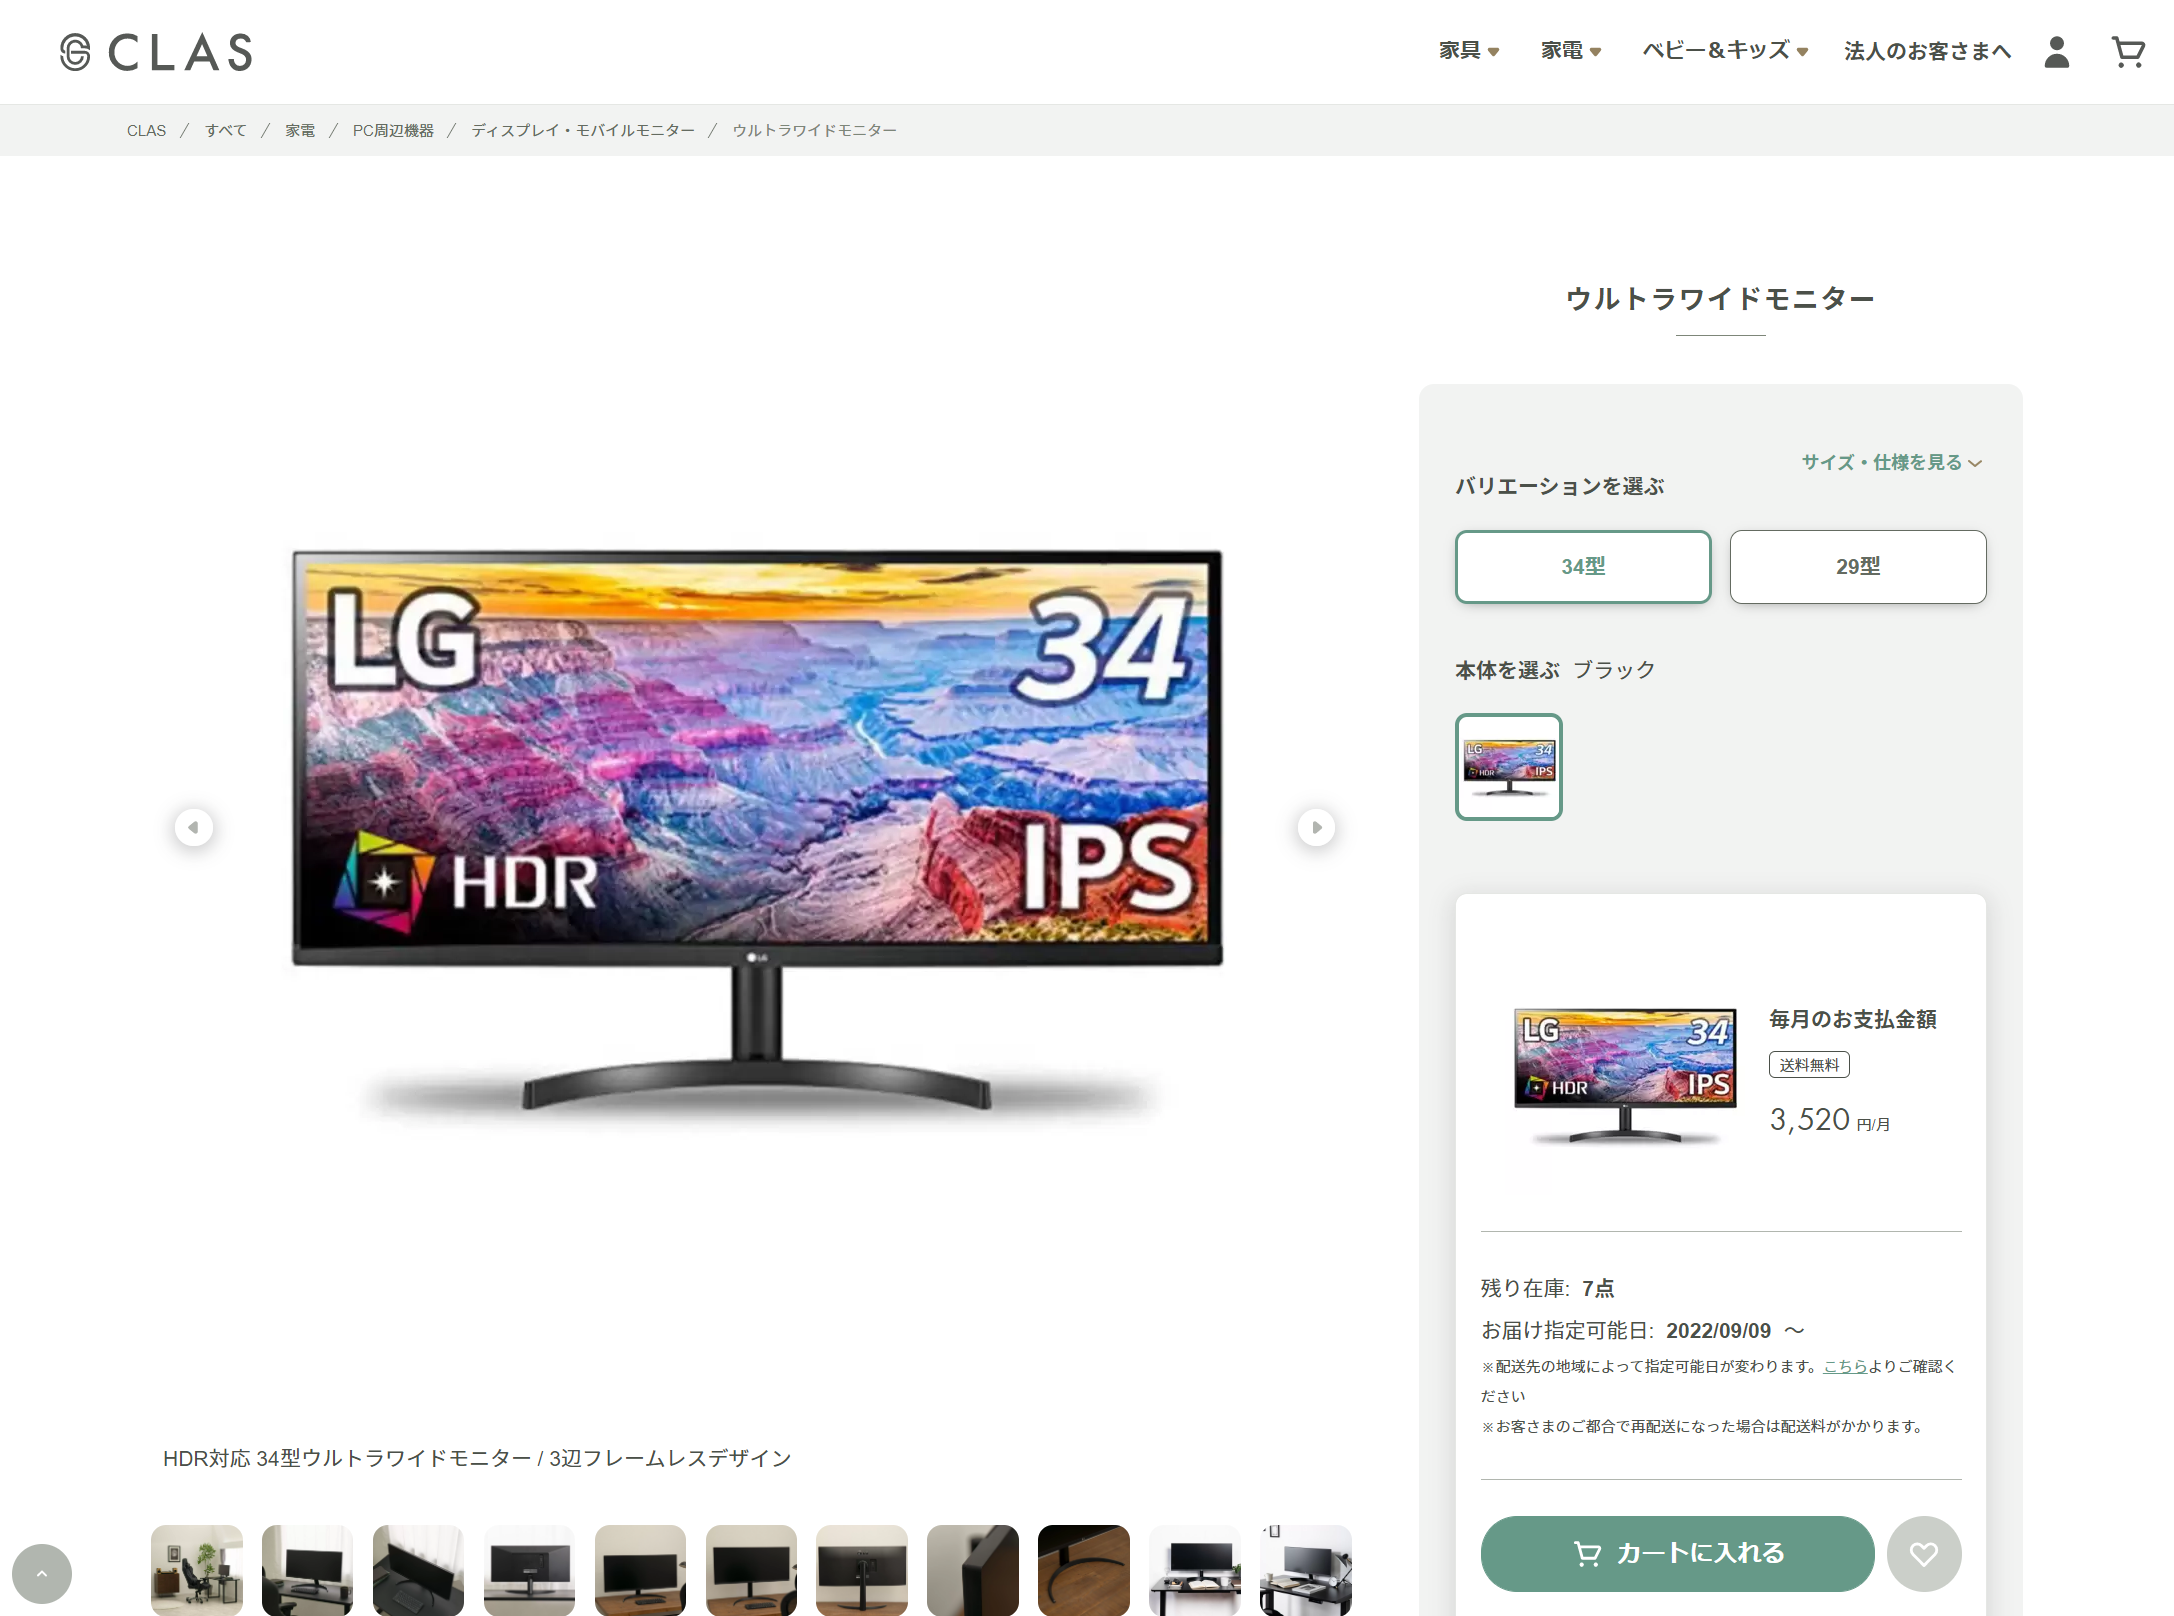 CLAS
家具
家電
ベビー&キッズ
法人のお客さまへ
CLAS / すべて / 家電 / PC周辺機器 / ディスプレイ・モバイルモニター / ウルトラワイドモニター
ウルトラワイドモニター
サイズ・仕様を見る
バリエーションを選ぶ
34型
29型
本体を選ぶ ブラック
LG
34
HDR
IPS
LG
LG
34
HDR
IPS
LG
34
HDR
IPS
毎月のお支払金額
送料無料
3,520 円/月
残り在庫: 7点
お届け指定可能日: 2022/09/09 〜
※配送先の地域によって指定可能日が変わります。こちらよりご確認く
ださい
※お客さまのご都合で再配送になった場合は配送料がかかります。
カートに入れる
HDR対応 34型ウルトラワイドモニター / 3辺フレームレスデザイン